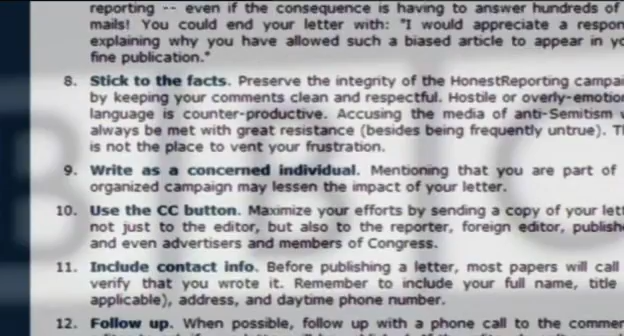 reporting -- even if the consequence is having to answer hundreds of
mails! You could end your letter with: "I would appreciate a respon
explaining why you have allowed such a biased article to appear in yo
fine publication."
8. Stick to the facts. Preserve the integrity of the HonestReporting campai
by keeping your comments clean and respectful. Hostile or overly-emotion
language is counter-productive. Accusing the media of anti-Semitism w
always be met with great resistance (besides being frequently untrue). Th
is not the place to vent your frustration.
9. Write as a concerned individual. Mentioning that you are part of
organized campaign may lessen the impact of your letter.
10. Use the CC button. Maximize your efforts by sending a copy of your lett
not just to the editor, but also to the reporter, foreign editor, publishe
and even advertisers and members of Congress.
11. Include contact info. Before publishing a letter, most papers will call
verify that you wrote it. Remember to include your full name, title
applicable), address, and daytime phone number.
12. Follow up. When possible, follow up with a phone call to the comme